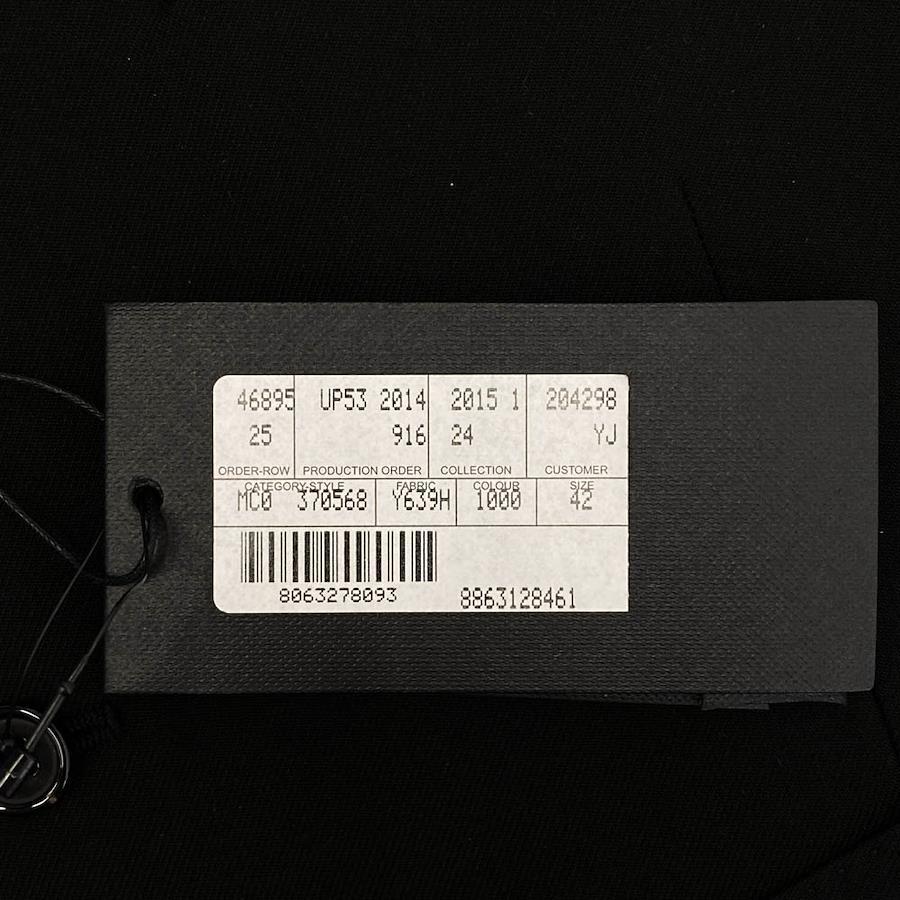 46895 UP53 2014 2015 1 204298
25 916 24 YJ
ORDER-ROW PRODUCTION ORDER COLLECTION CUSTOMER
CATEGORY-STYLE FABRIC COLOUR SIZE
MC0 370568 Y639H 1000 42
8063278093 8863128461